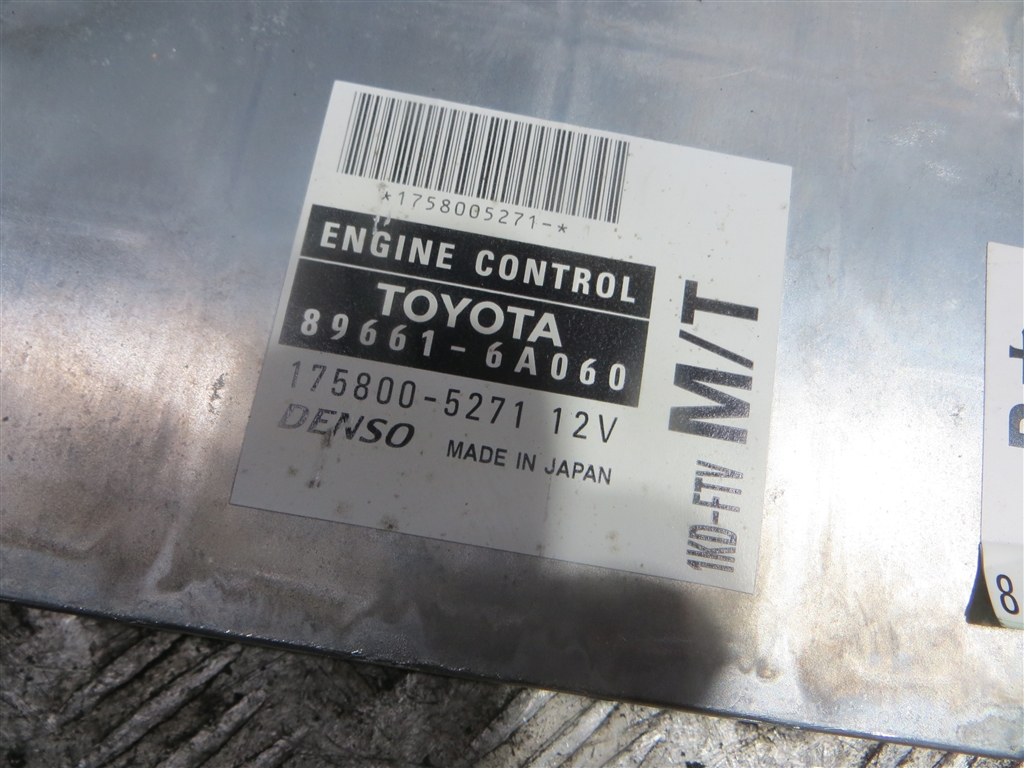 *1758005271-*
ENGINE CONTROL
TOYOTA
89661-6A060
175800-5271 12V
DENSO
MADE IN JAPAN
M/T
1KD-FTV
8